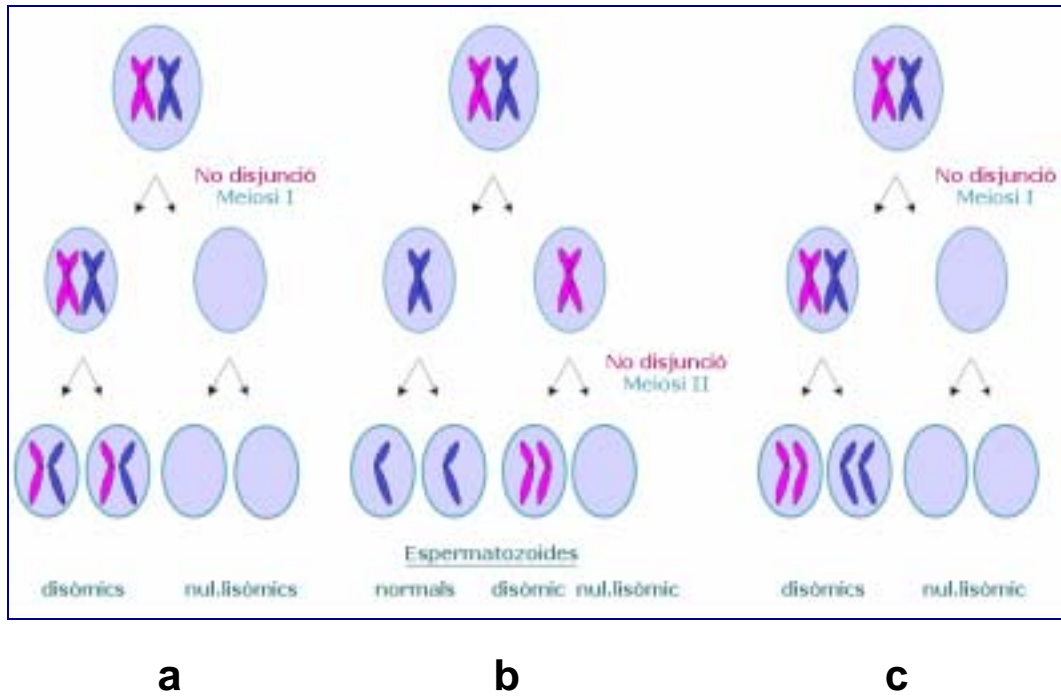 No disjunció
Meiosi I
No disjunció
Meiosi I
No disjunció
Meiosi II
Espermatozoides
disòmics nul.lisòmics normals disòmic nul.lisòmic disòmics nul.lisòmic
a b c